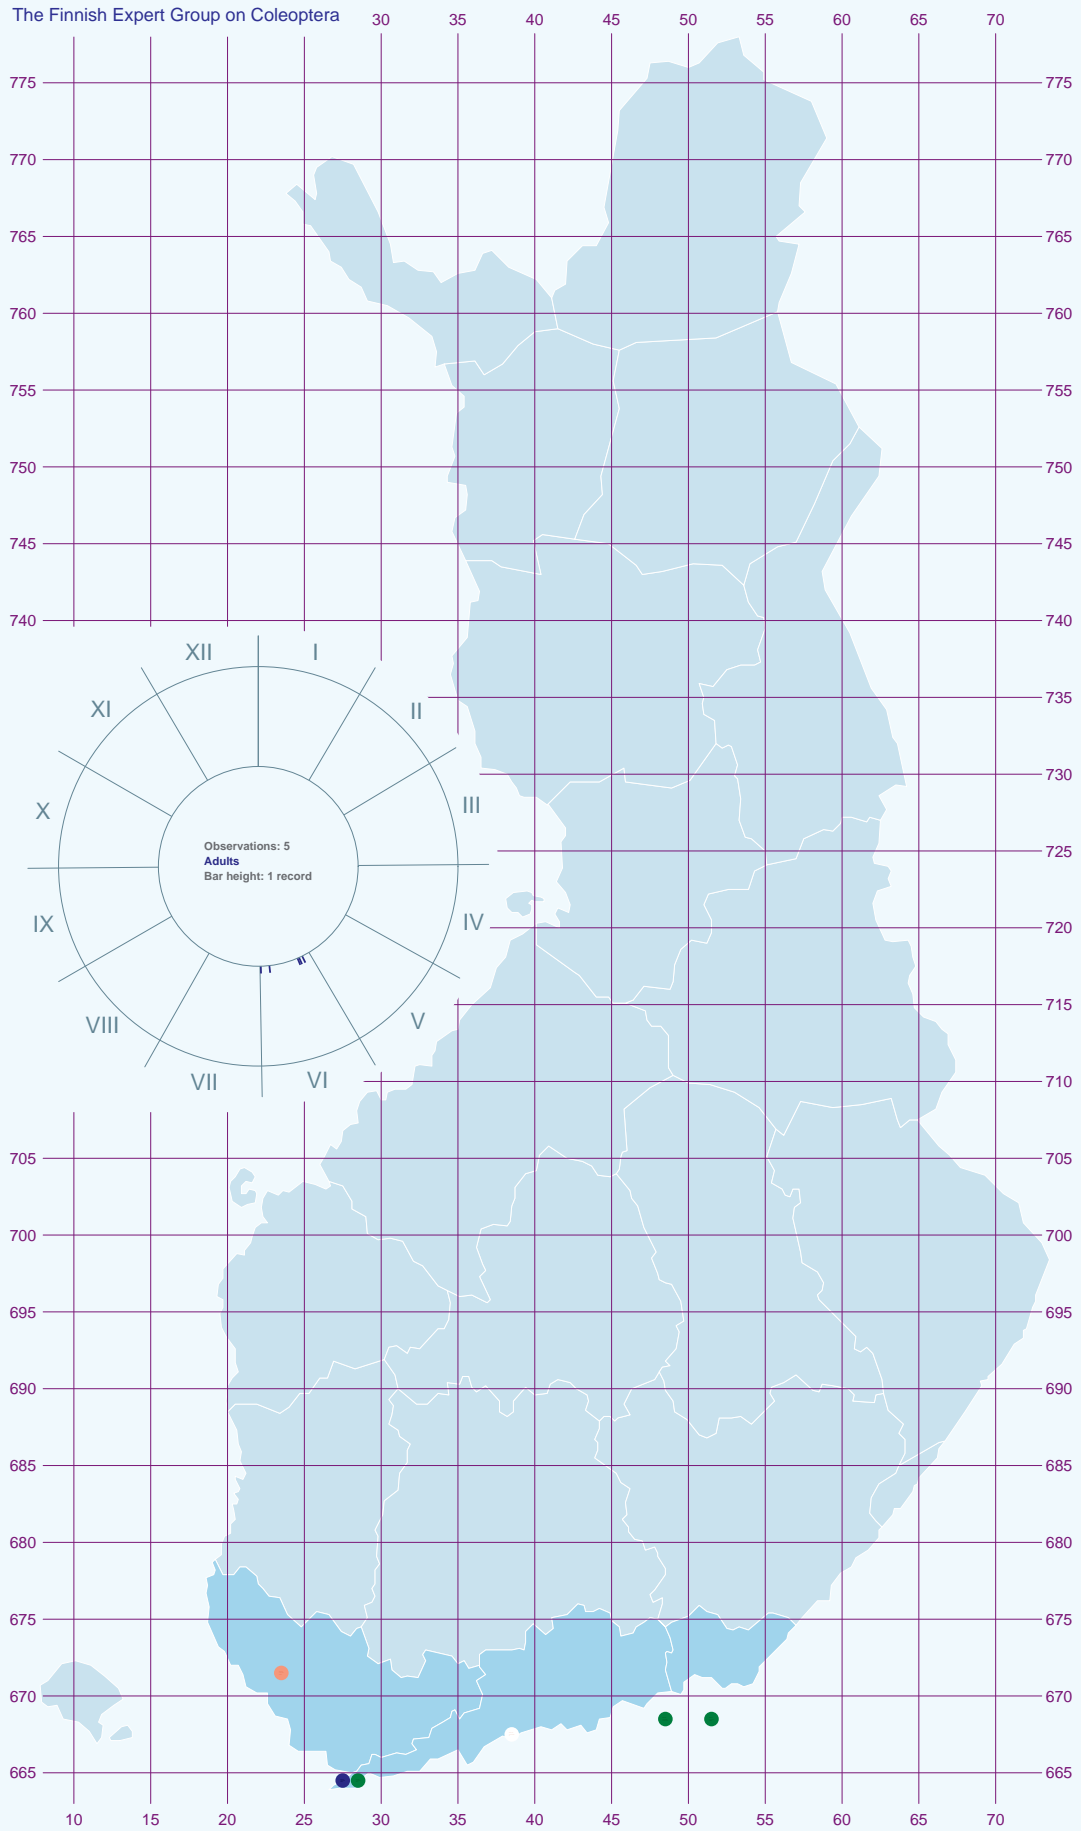 The Finnish Expert Group on Coleoptera
30 35 40 45 50 55 60 65 70
775 775
770 770
765 765
760 760
755 755
750 750
745 745
740 740
XII I
XI II
735
X III
730
Observations: 5
Adults
Bar height: 1 record
725
IX IV
720
VIII V
715
VII VI
710
705 705
700 700
695 695
690 690
685 685
680 680
675 675
670 670
665 665
10 15 20 25 30 35 40 45 50 55 60 65 70